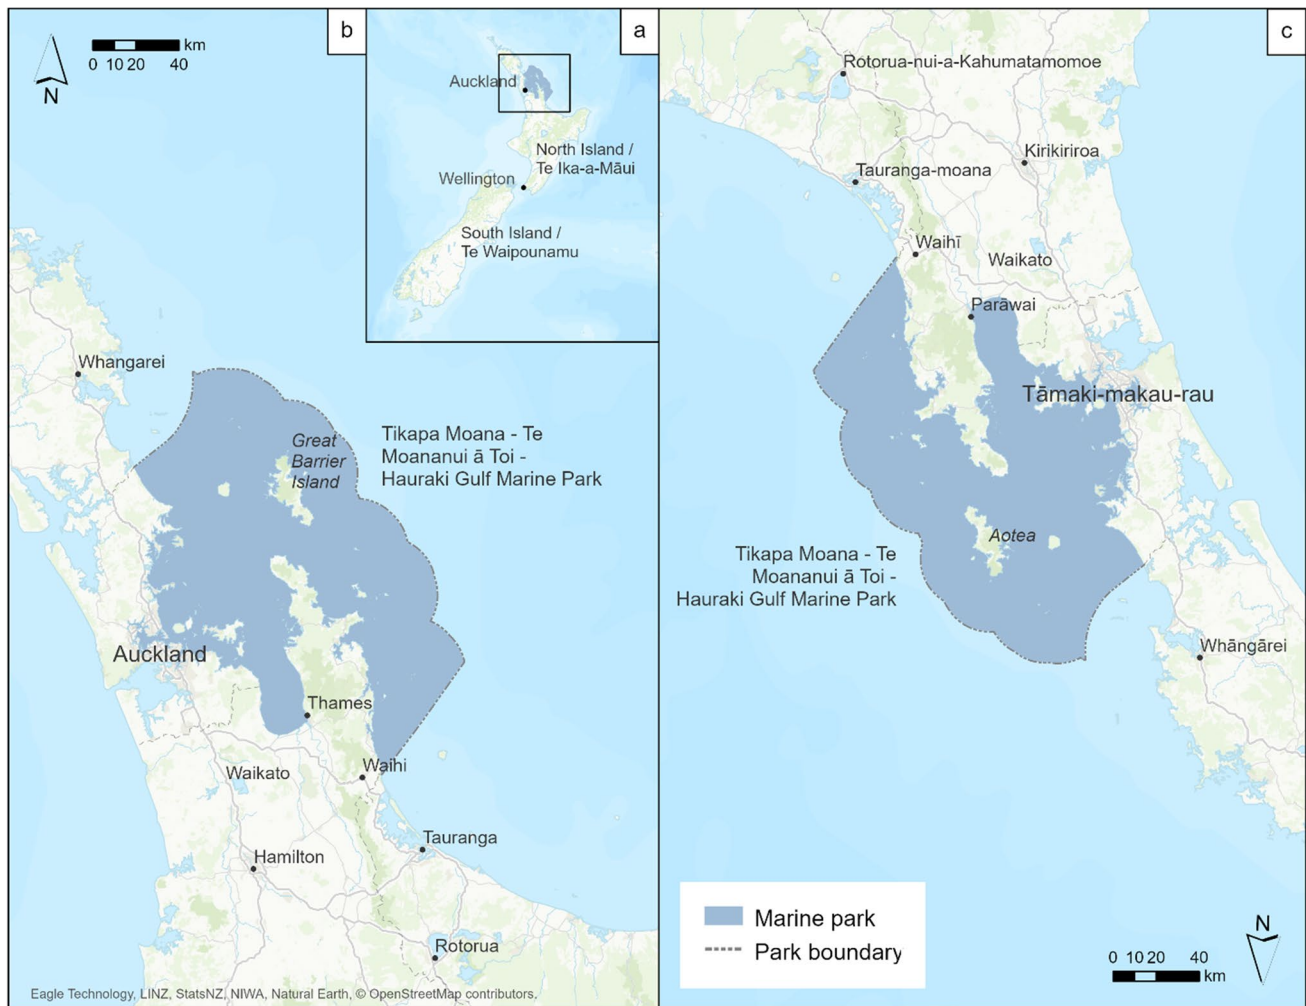 b
0 10 20 40 km
N
a
Auckland
North Island /
Te Ika-a-Māui
Wellington
South Island /
Te Waipounamu
Whangarei
Great
Barrier
Island
Tikapa Moana - Te
Moananui ā Toi -
Hauraki Gulf Marine Park
Auckland
Thames
Waikato
Waihi
Tauranga
Hamilton
Rotorua
Eagle Technology, LINZ, StatsNZ, NIWA, Natural Earth, © OpenStreetMap contributors.
c
Rotorua-nui-a-Kahumatamomoe
Kirikiriroa
Tauranga-moana
Waihī
Waikato
Parāwai
Tāmaki-makau-rau
Aotea
Tikapa Moana - Te
Moananui ā Toi -
Hauraki Gulf Marine Park
Whāngārei
Marine park
Park boundary
N
0 10 20 40
km